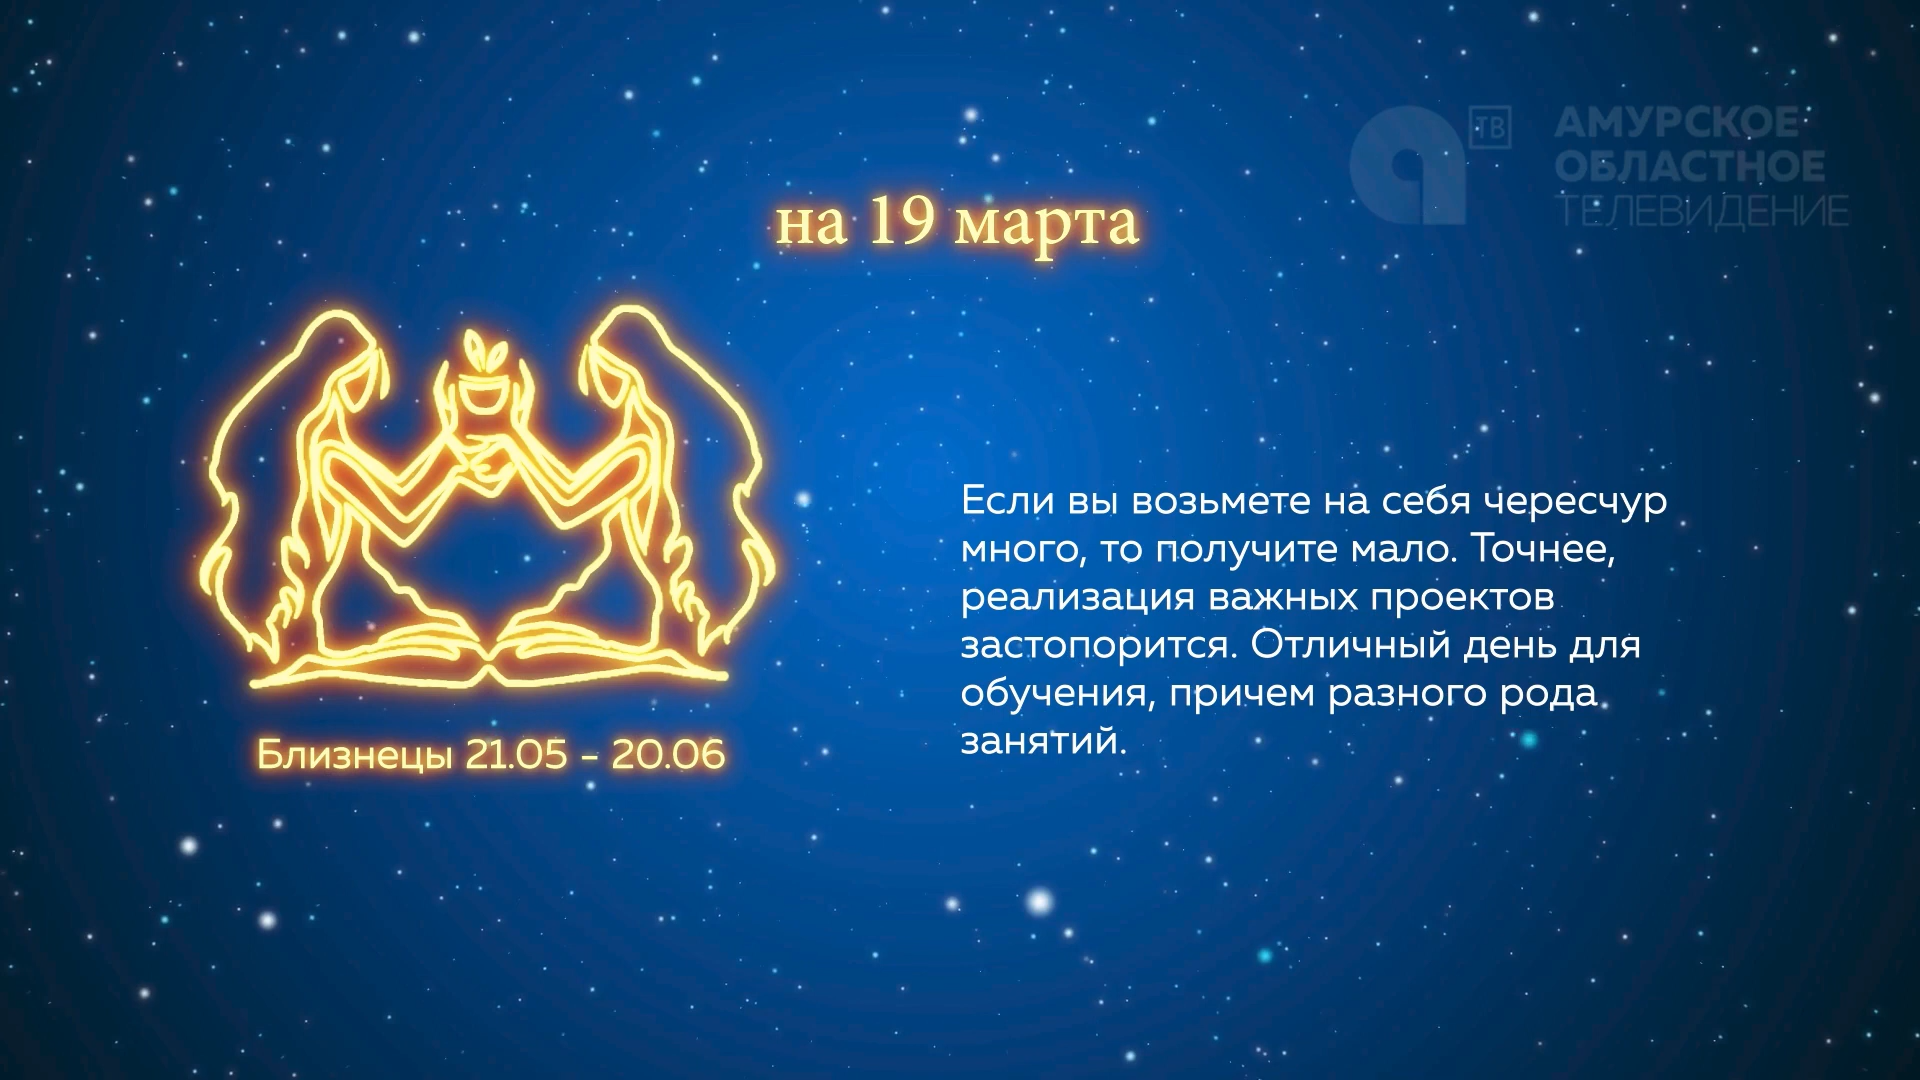 ТВ
АМУРСКОЕ
ОБЛАСТНОЕ
ТЕЛЕВИДЕНИЕ
на 19 марта
Если вы возьмете на себя чересчур
много, то получите мало. Точнее,
реализация важных проектов
застопорится. Отличный день для
обучения, причем разного рода
занятий.
Близнецы 21.05 - 20.06